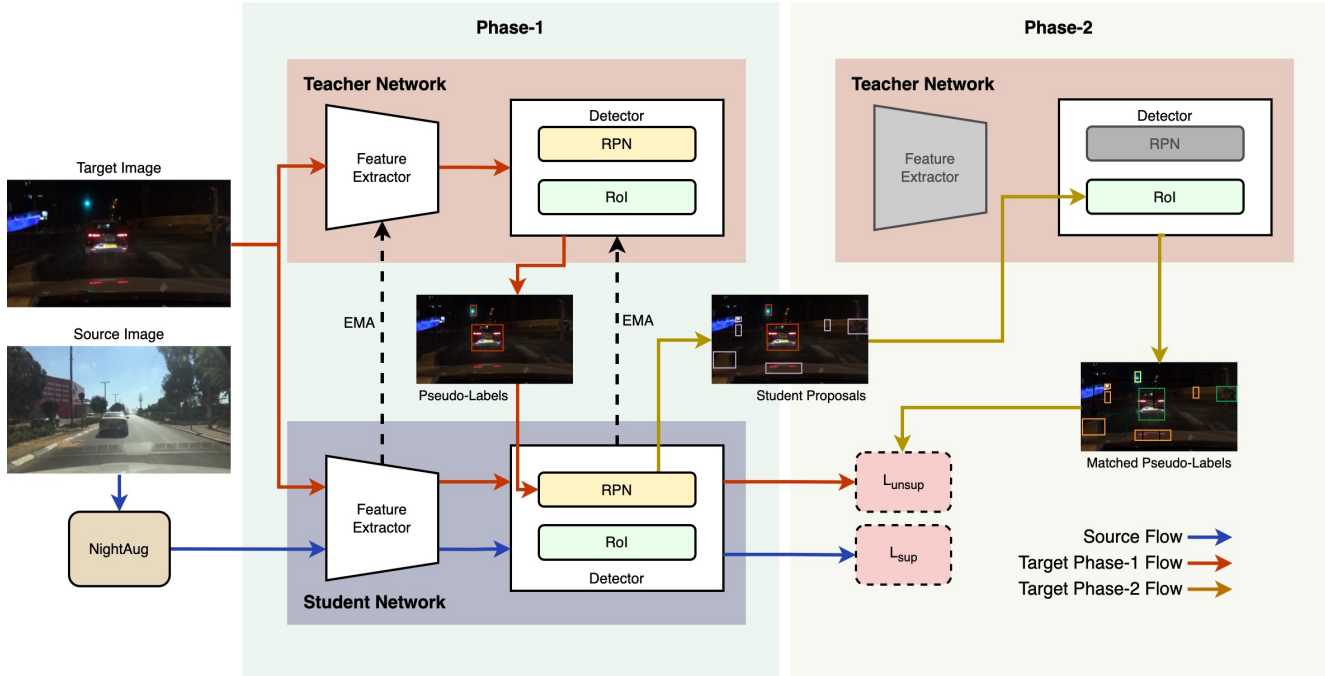 Phase-1
Phase-2
Teacher Network
Teacher Network
Detector
RPN
RoI
Feature
Extractor
Detector
RPN
RoI
Feature
Extractor
Target Image
Source Image
EMA
EMA
Pseudo-Labels
Student Proposals
Matched Pseudo-Labels
NightAug
Feature
Extractor
RPN
RoI
Detector
Student Network
Lunsup
Lsup
Source Flow
Target Phase-1 Flow
Target Phase-2 Flow